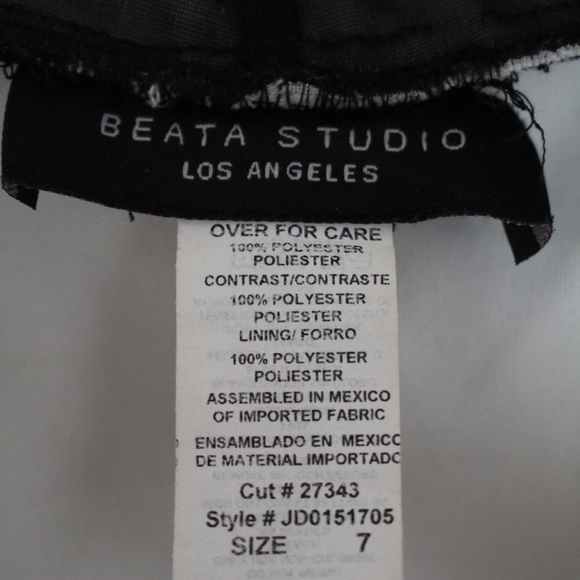 BEATA STUDIO
LOS ANGELES
OVER FOR CARE
100% POLYESTER
POLIESTER
CONTRAST/CONTRASTE
100% POLYESTER
POLIESTER
LINING/ FORRO
100% POLYESTER
POLIESTER
ASSEMBLED IN MEXICO
OF IMPORTED FABRIC
ENSAMBLADO EN MEXICO
DE MATERIAL IMPORTADO
Cut # 27343
Style # JD0151705
SIZE 7